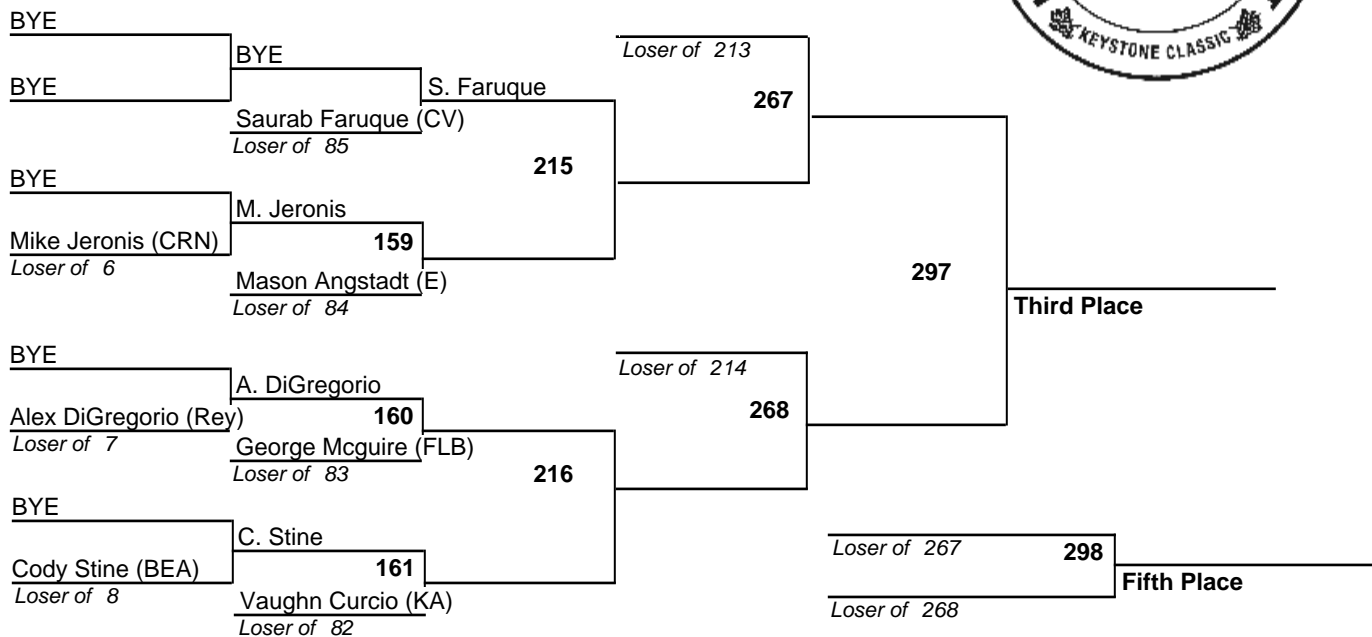 BYE
BYE
BYE
S. Faruque
Saurab Faruque (CV)
Loser of 85
215
BYE
M. Jeronis
Mike Jeronis (CRN)
Loser of 6
159
Mason Angstadt (E)
Loser of 84
BYE
A. DiGregorio
Alex DiGregorio (Rey)
Loser of 7
160
George Mcguire (FLB)
Loser of 83
216
BYE
C. Stine
Cody Stine (BEA)
Loser of 8
161
Vaughn Curcio (KA)
Loser of 82
Loser of 213
267
Loser of 214
268
297
Third Place
Loser of 267
298
Loser of 268
Fifth Place
KEYSTONE CLASSIC